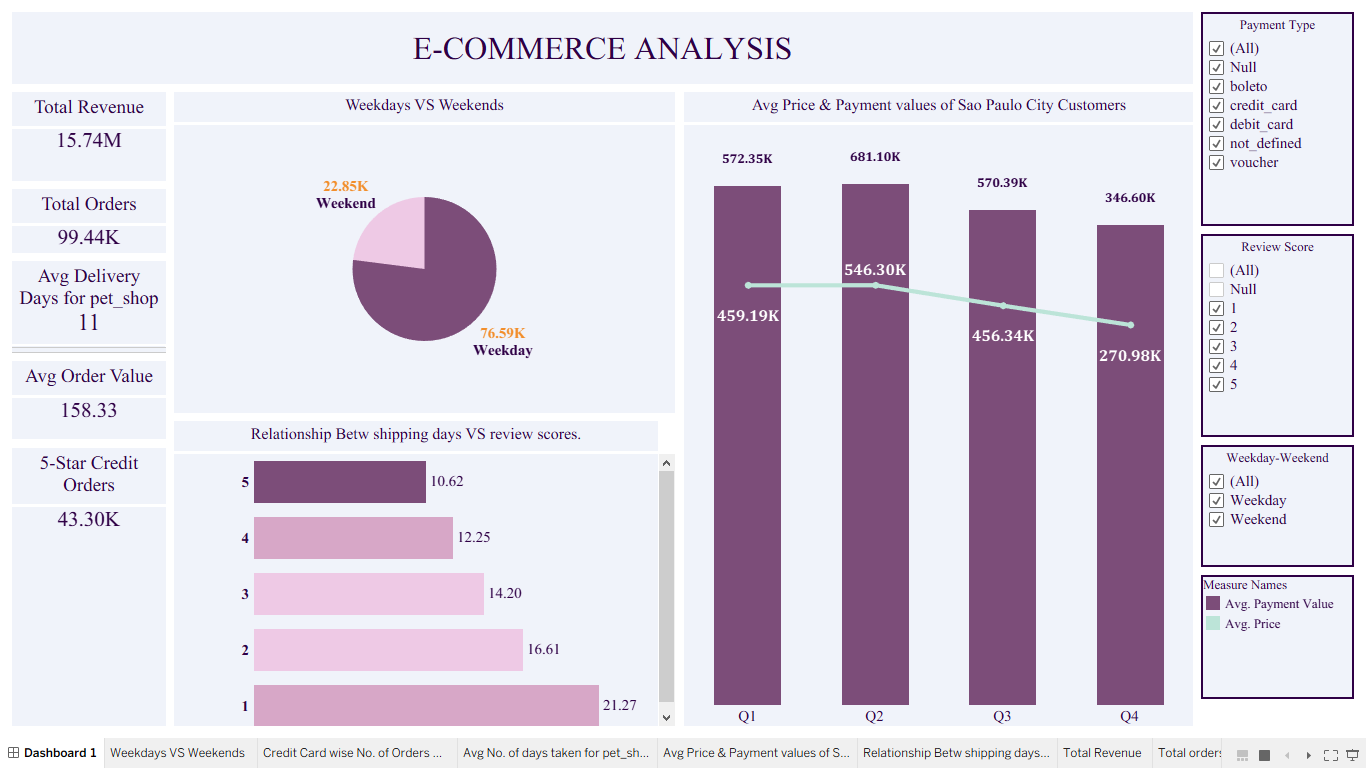 E-COMMERCE ANALYSIS
Total Revenue
15.74M
Total Orders
99.44K
Avg Delivery
Days for pet_shop
11
Avg Order Value
158.33
5-Star Credit
Orders
43.30K
Weekdays VS Weekends
22.85K
Weekend
76.59K
Weekday
Relationship Betw shipping days VS review scores.
5 10.62
4 12.25
3 14.20
2 16.61
1 21.27
Avg Price & Payment values of Sao Paulo City Customers
572.35K 681.10K 570.39K 346.60K
459.19K 546.30K 456.34K 270.98K
Q1 Q2 Q3 Q4
Payment Type
(All)
Null
boleto
credit_card
debit_card
not_defined
voucher
Review Score
(All)
Null
1
2
3
4
5
Weekday-Weekend
(All)
Weekday
Weekend
Measure Names
Avg. Payment Value
Avg. Price
Dashboard 1 Weekdays VS Weekends Credit Card wise No. of Orders ... Avg No. of days taken for pet_sh... Avg Price & Payment values of S... Relationship Betw shipping days... Total Revenue Total orders